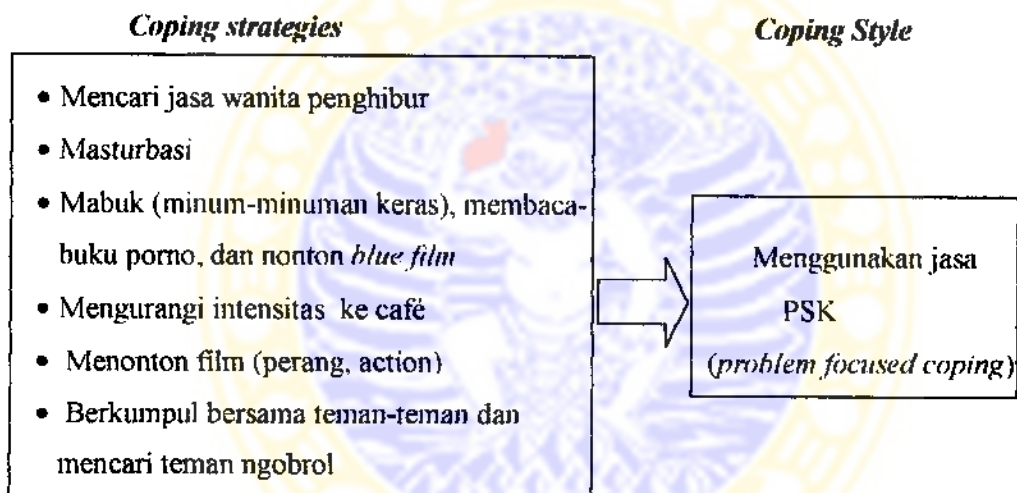 Coping strategies
Coping Style
• Mencari jasa wanita penghibur
• Masturbasi
• Mabuk (minum-minuman keras), membaca-
buku porno, dan nonton blue film
• Mengurangi intensitas ke café
• Menonton film (perang, action)
• Berkumpul bersama teman-teman dan
mencari teman ngobrol
Menggunakan jasa
PSK
(problem focused coping)